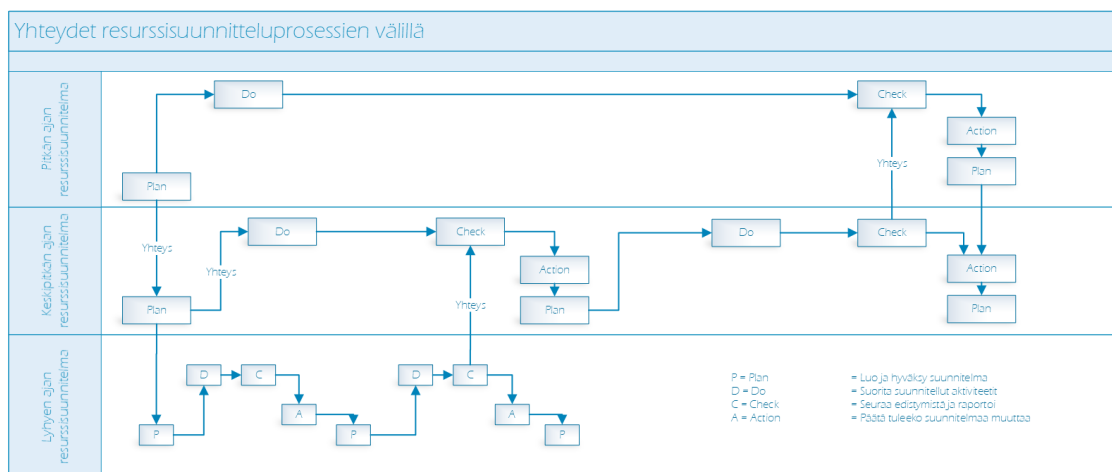 Yhteydet resurssisuunnitteluprosessien välillä
Pitkän ajan
resurssisuunnitelma
Do
Check
Action
Yhteys
Plan
Plan
Keskipitkän ajan
resurssisuunnitelma
Do
Check
Do
Check
Yhteys
Yhteys
Action
Action
Yhteys
Plan
Plan
Plan
Lyhyen ajan
resurssisuunnitelma
D
C
D
C
A
A
P
P
P
P = Plan = Luo ja hyväksy suunnitelma
D = Do = Suorita suunnitellut aktiviteetit
C = Check = Seuraa edistymistä ja raportoi
A = Action = Päätä tuleeko suunnitelmaa muuttaa